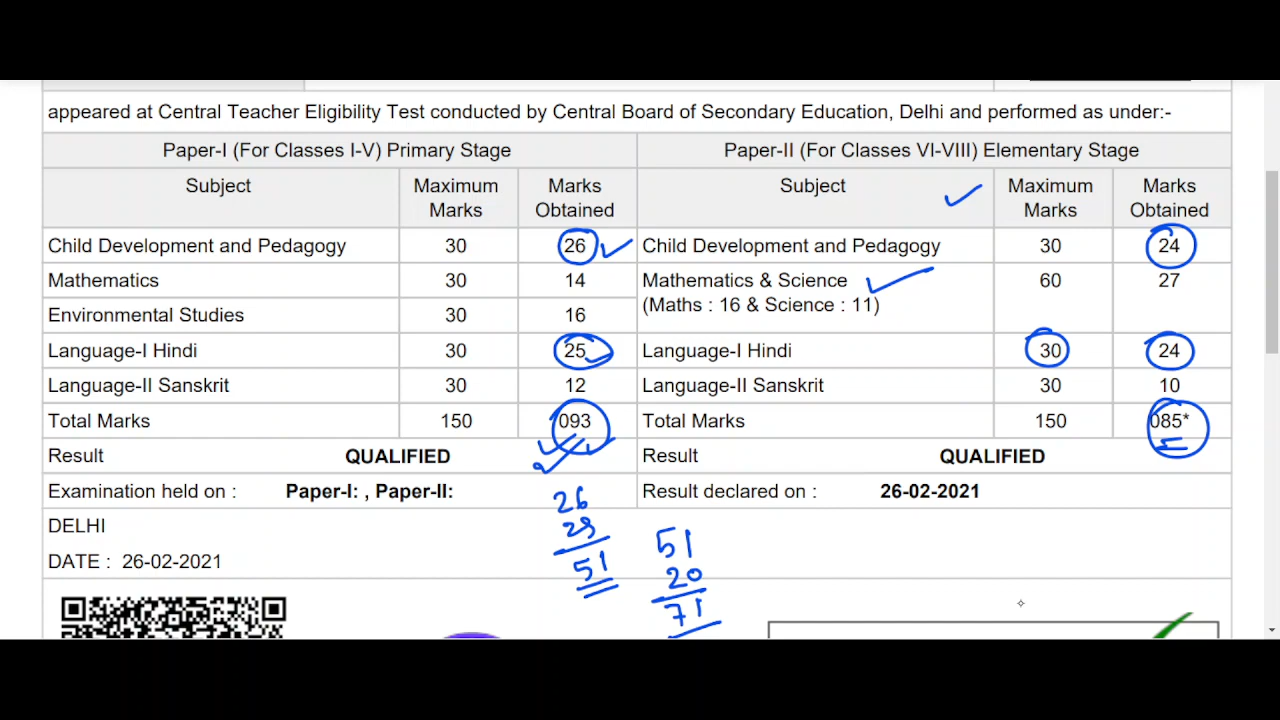 appeared at Central Teacher Eligibility Test conducted by Central Board of Secondary Education, Delhi and performed as under:-
Paper-I (For Classes I-V) Primary Stage Paper-II (For Classes VI-VIII) Elementary Stage
Subject Maximum Marks Marks Obtained Subject Maximum Marks Marks Obtained
Child Development and Pedagogy 30 26 Child Development and Pedagogy 30 24
Mathematics 30 14 Mathematics & Science 60 27
(Maths : 16 & Science : 11)
Environmental Studies 30 16
Language-I Hindi 30 25 Language-I Hindi 30 24
Language-II Sanskrit 30 12 Language-II Sanskrit 30 10
Total Marks 150 093 Total Marks 150 085*
Result QUALIFIED Result QUALIFIED
Examination held on : Paper-I: , Paper-II: Result declared on : 26-02-2021
DELHI
DATE : 26-02-2021
26
25
51
51
20
71